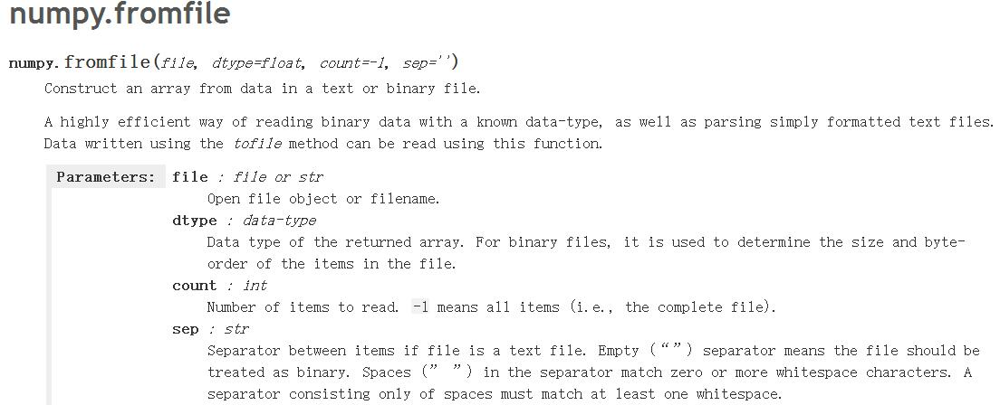 numpy.fromfile
numpy.fromfile(file, dtype=float, count=-1, sep='')
Construct an array from data in a text or binary file.
A highly efficient way of reading binary data with a known data-type, as well as parsing simply formatted text files.
Data written using the tofile method can be read using this function.
Parameters: file : file or str
Open file object or filename.
dtype : data-type
Data type of the returned array. For binary files, it is used to determine the size and byte-
order of the items in the file.
count : int
Number of items to read. -1 means all items (i.e., the complete file).
sep : str
Separator between items if file is a text file. Empty (“”) separator means the file should be
treated as binary. Spaces (” ”) in the separator match zero or more whitespace characters. A
separator consisting only of spaces must match at least one whitespace.